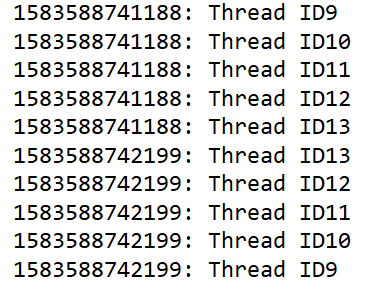 1583588741188: Thread ID9
1583588741188: Thread ID10
1583588741188: Thread ID11
1583588741188: Thread ID12
1583588741188: Thread ID13
1583588742199: Thread ID13
1583588742199: Thread ID12
1583588742199: Thread ID11
1583588742199: Thread ID10
1583588742199: Thread ID9